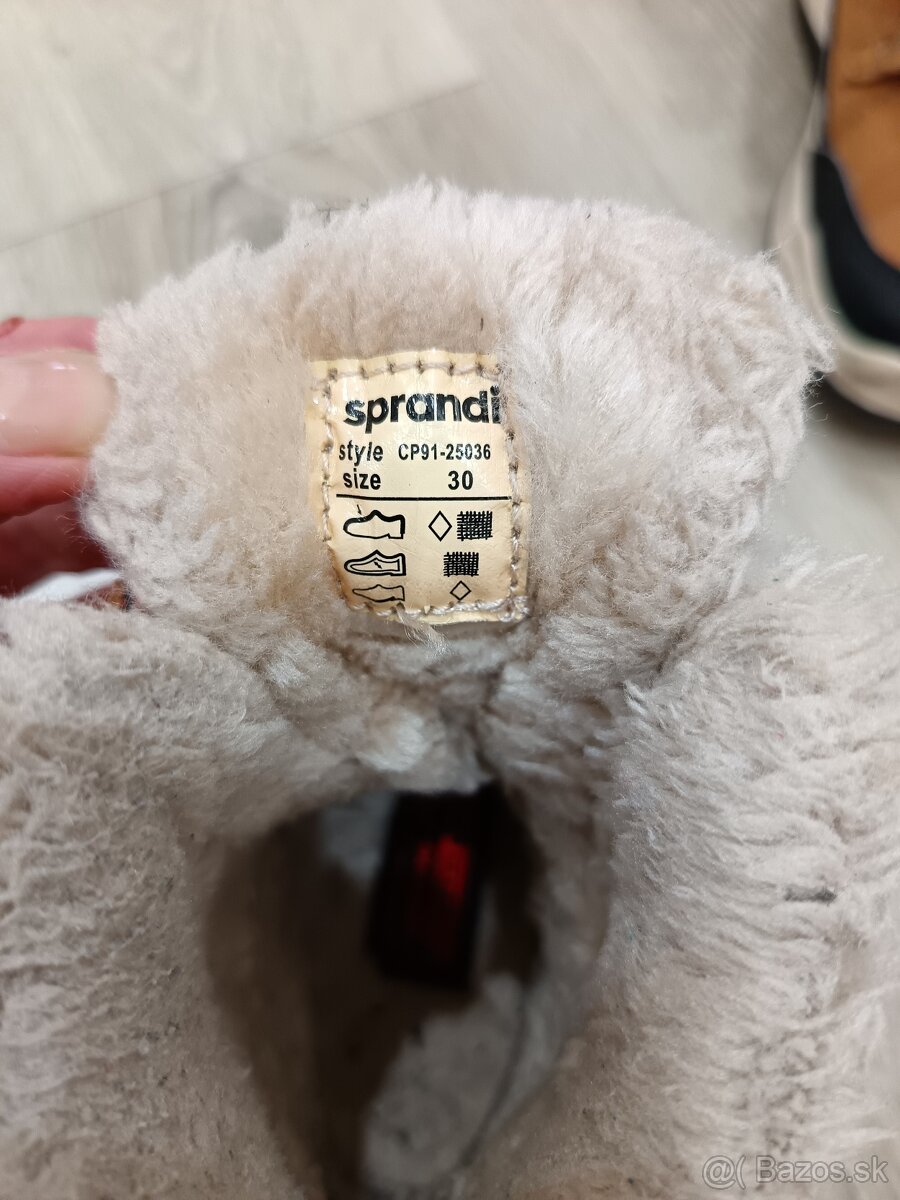 sprandi
style CP91-25036
size 30
@( Bazos.sk